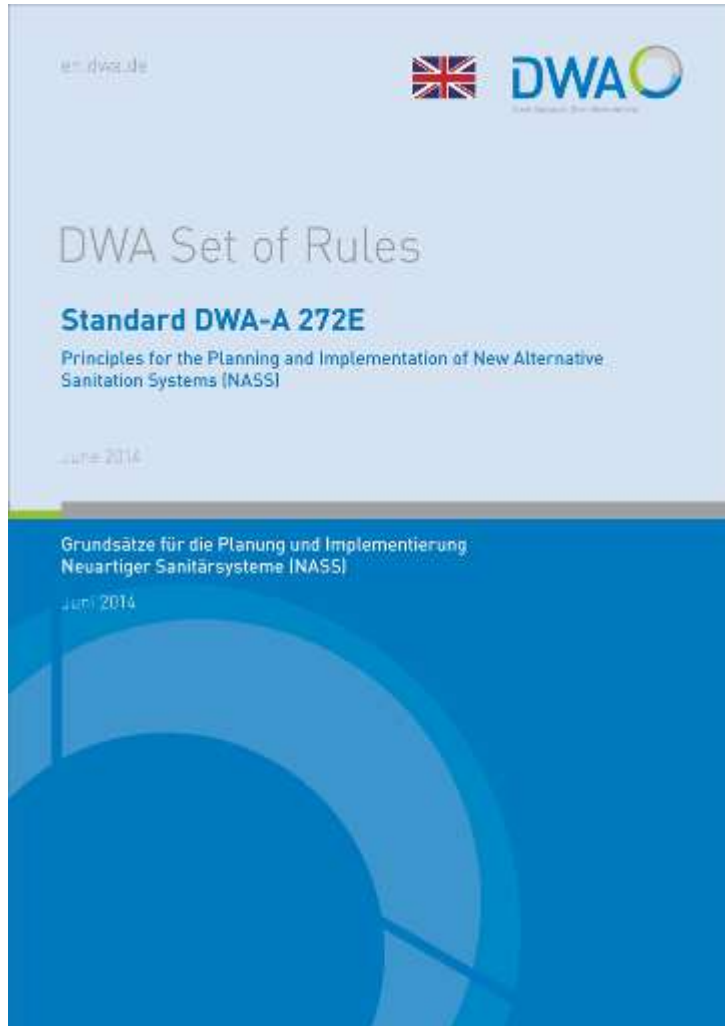 en.dwa.de
DWA
DWA Set of Rules
Standard DWA-A 272E
Principles for the Planning and Implementation of New Alternative
Sanitation Systems (NASS)
June 2014
Grundsätze für die Planung und Implementierung
Neuartiger Sanitärsysteme (NASS)
Juni 2014